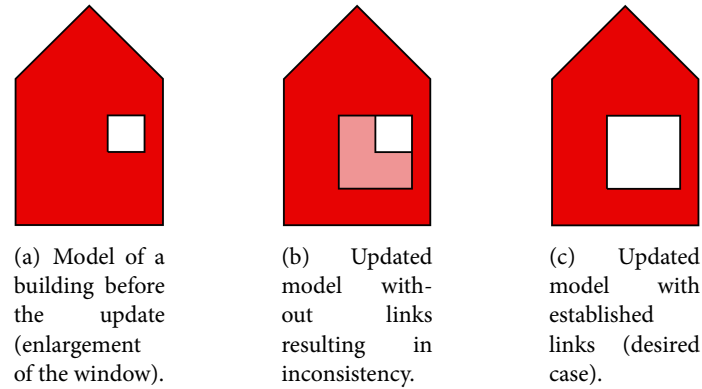 (a) Model of a
building before
the update
(enlargement
of the window).
(b) Updated
model with-
out links
resulting in
inconsistency.
(c) Updated
model with
established
links (desired
case).